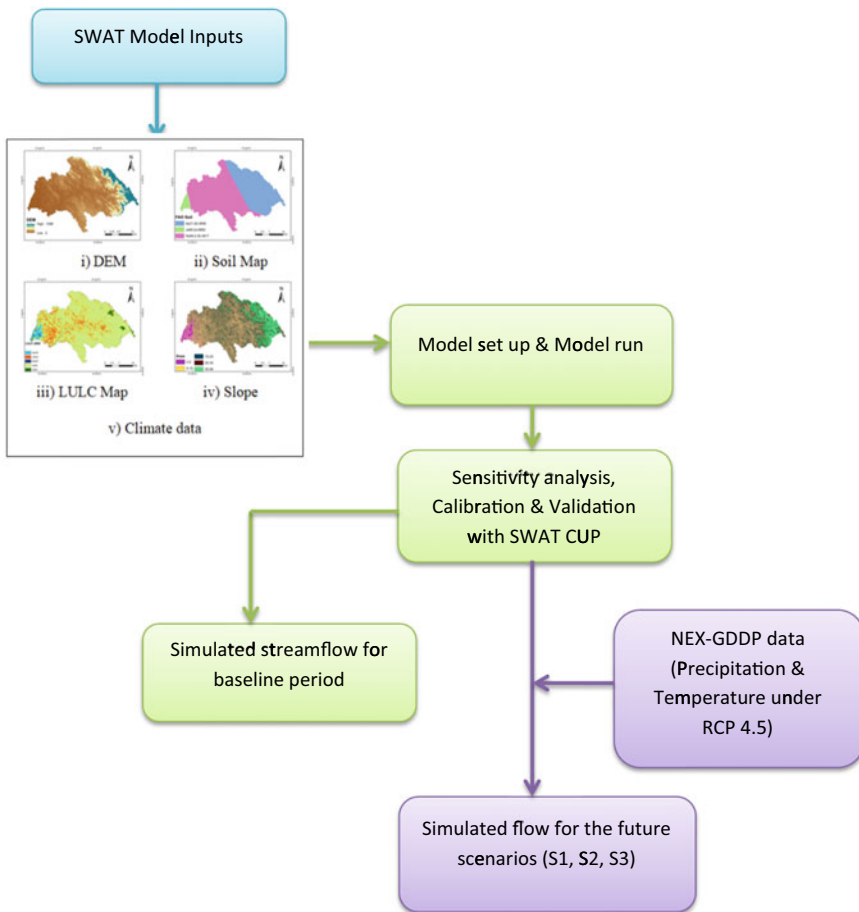 SWAT Model Inputs
i) DEM
ii) Soil Map
iii) LULC Map
iv) Slope
v) Climate data
Model set up & Model run
Sensitivity analysis,
Calibration & Validation
with SWAT CUP
Simulated streamflow for
baseline period
NEX-GDDP data
(Precipitation &
Temperature under
RCP 4.5)
Simulated flow for the future
scenarios (S1, S2, S3)